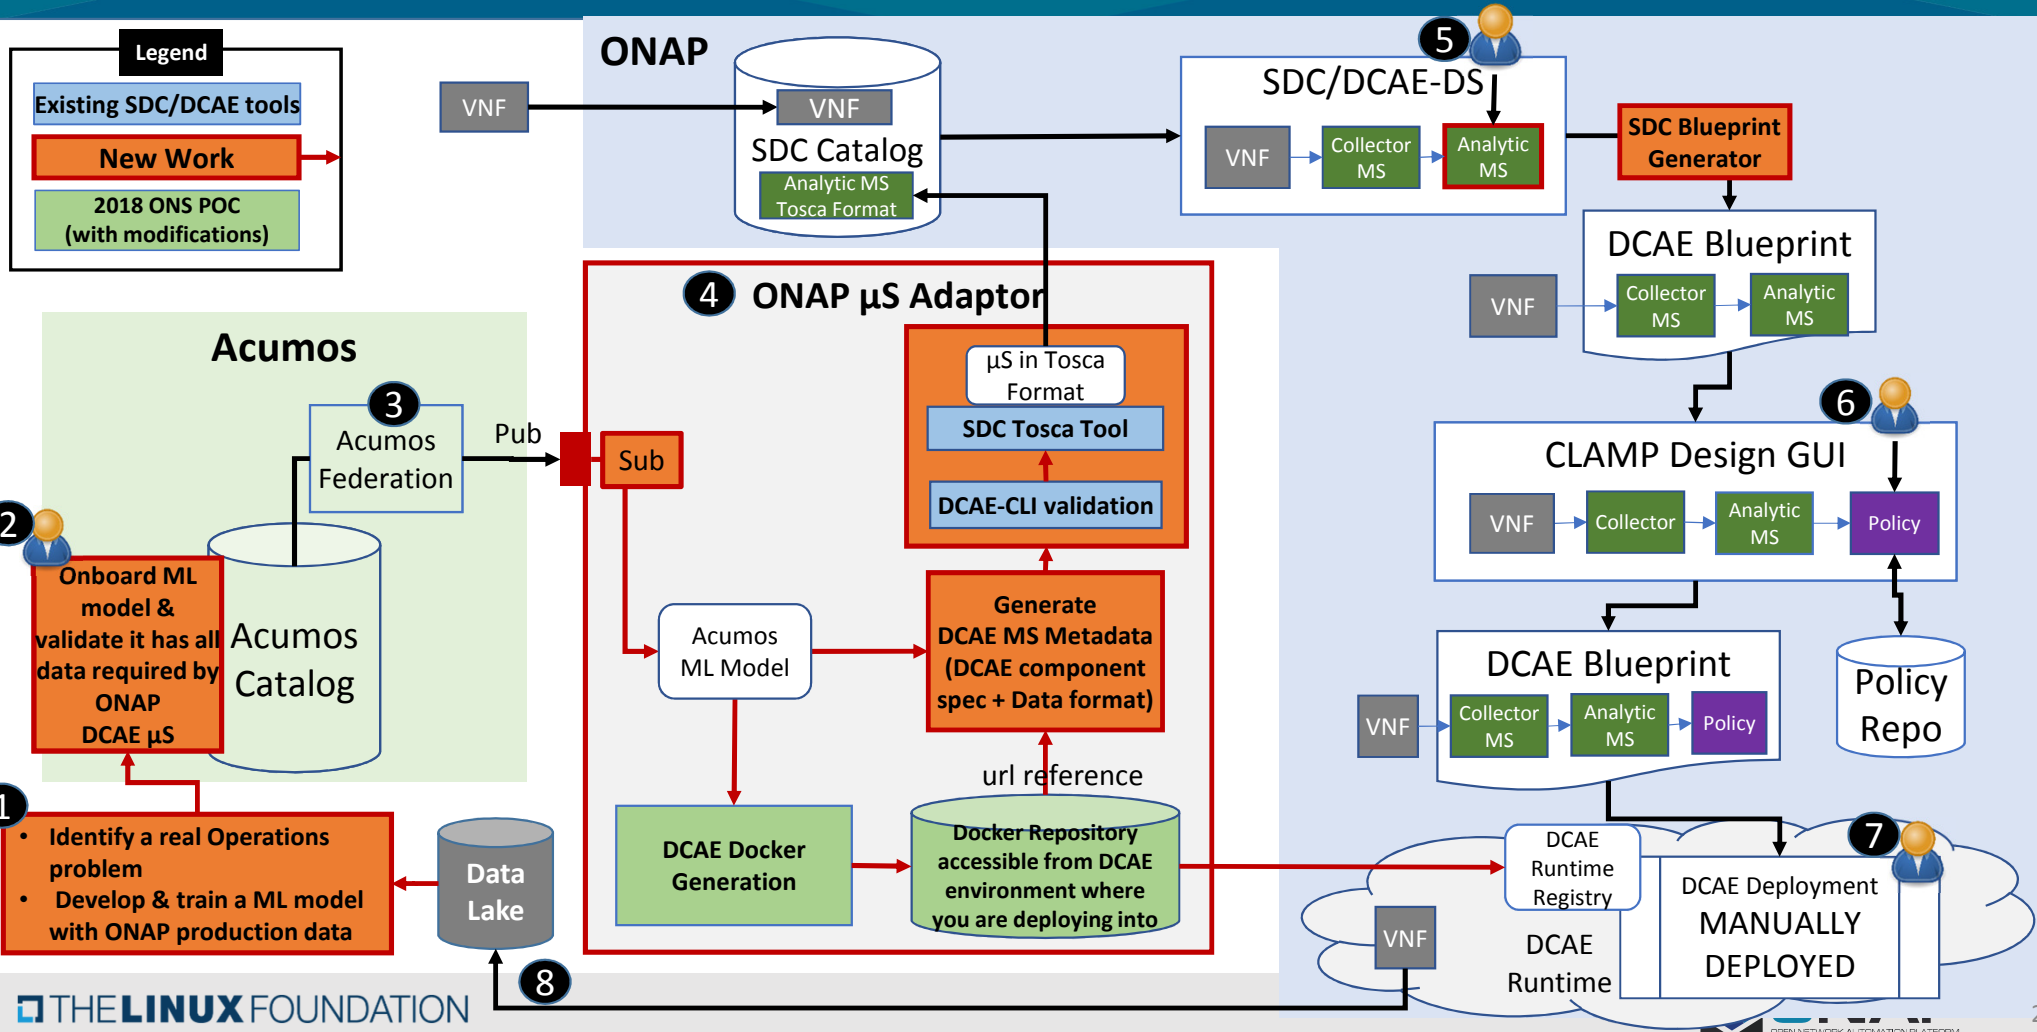 Legend
Existing SDC/DCAE tools
New Work
2018 ONS POC
(with modifications)
VNF
ONAP
VNF
SDC Catalog
Analytic MS
Tosca Format
5
SDC/DCAE-DS
VNF
Collector
MS
Analytic
MS
SDC Blueprint
Generator
DCAE Blueprint
VNF
Collector
MS
Analytic
MS
4
ONAP µS Adaptor
µS in Tosca
Format
SDC Tosca Tool
DCAE-CLI validation
Acumos
3
Acumos
Federation
Pub
Sub
2
Onboard ML
model &
validate it has all
data required by
ONAP
DCAE µS
Acumos
Catalog
Acumos
ML Model
Generate
DCAE MS Metadata
(DCAE component
spec + Data format)
url reference
DCAE Docker
Generation
Docker Repository
accessible from DCAE
environment where
you are deploying into
6
CLAMP Design GUI
VNF
Collector
Analytic
MS
Policy
DCAE Blueprint
VNF
Collector
MS
Analytic
MS
Policy
Policy
Repo
1
• Identify a real Operations
problem
• Develop & train a ML model
with ONAP production data
Data
Lake
7
DCAE
Runtime
Registry
DCAE Deployment
MANUALLY
DEPLOYED
VNF
DCAE
Runtime
8
THE LINUX FOUNDATION